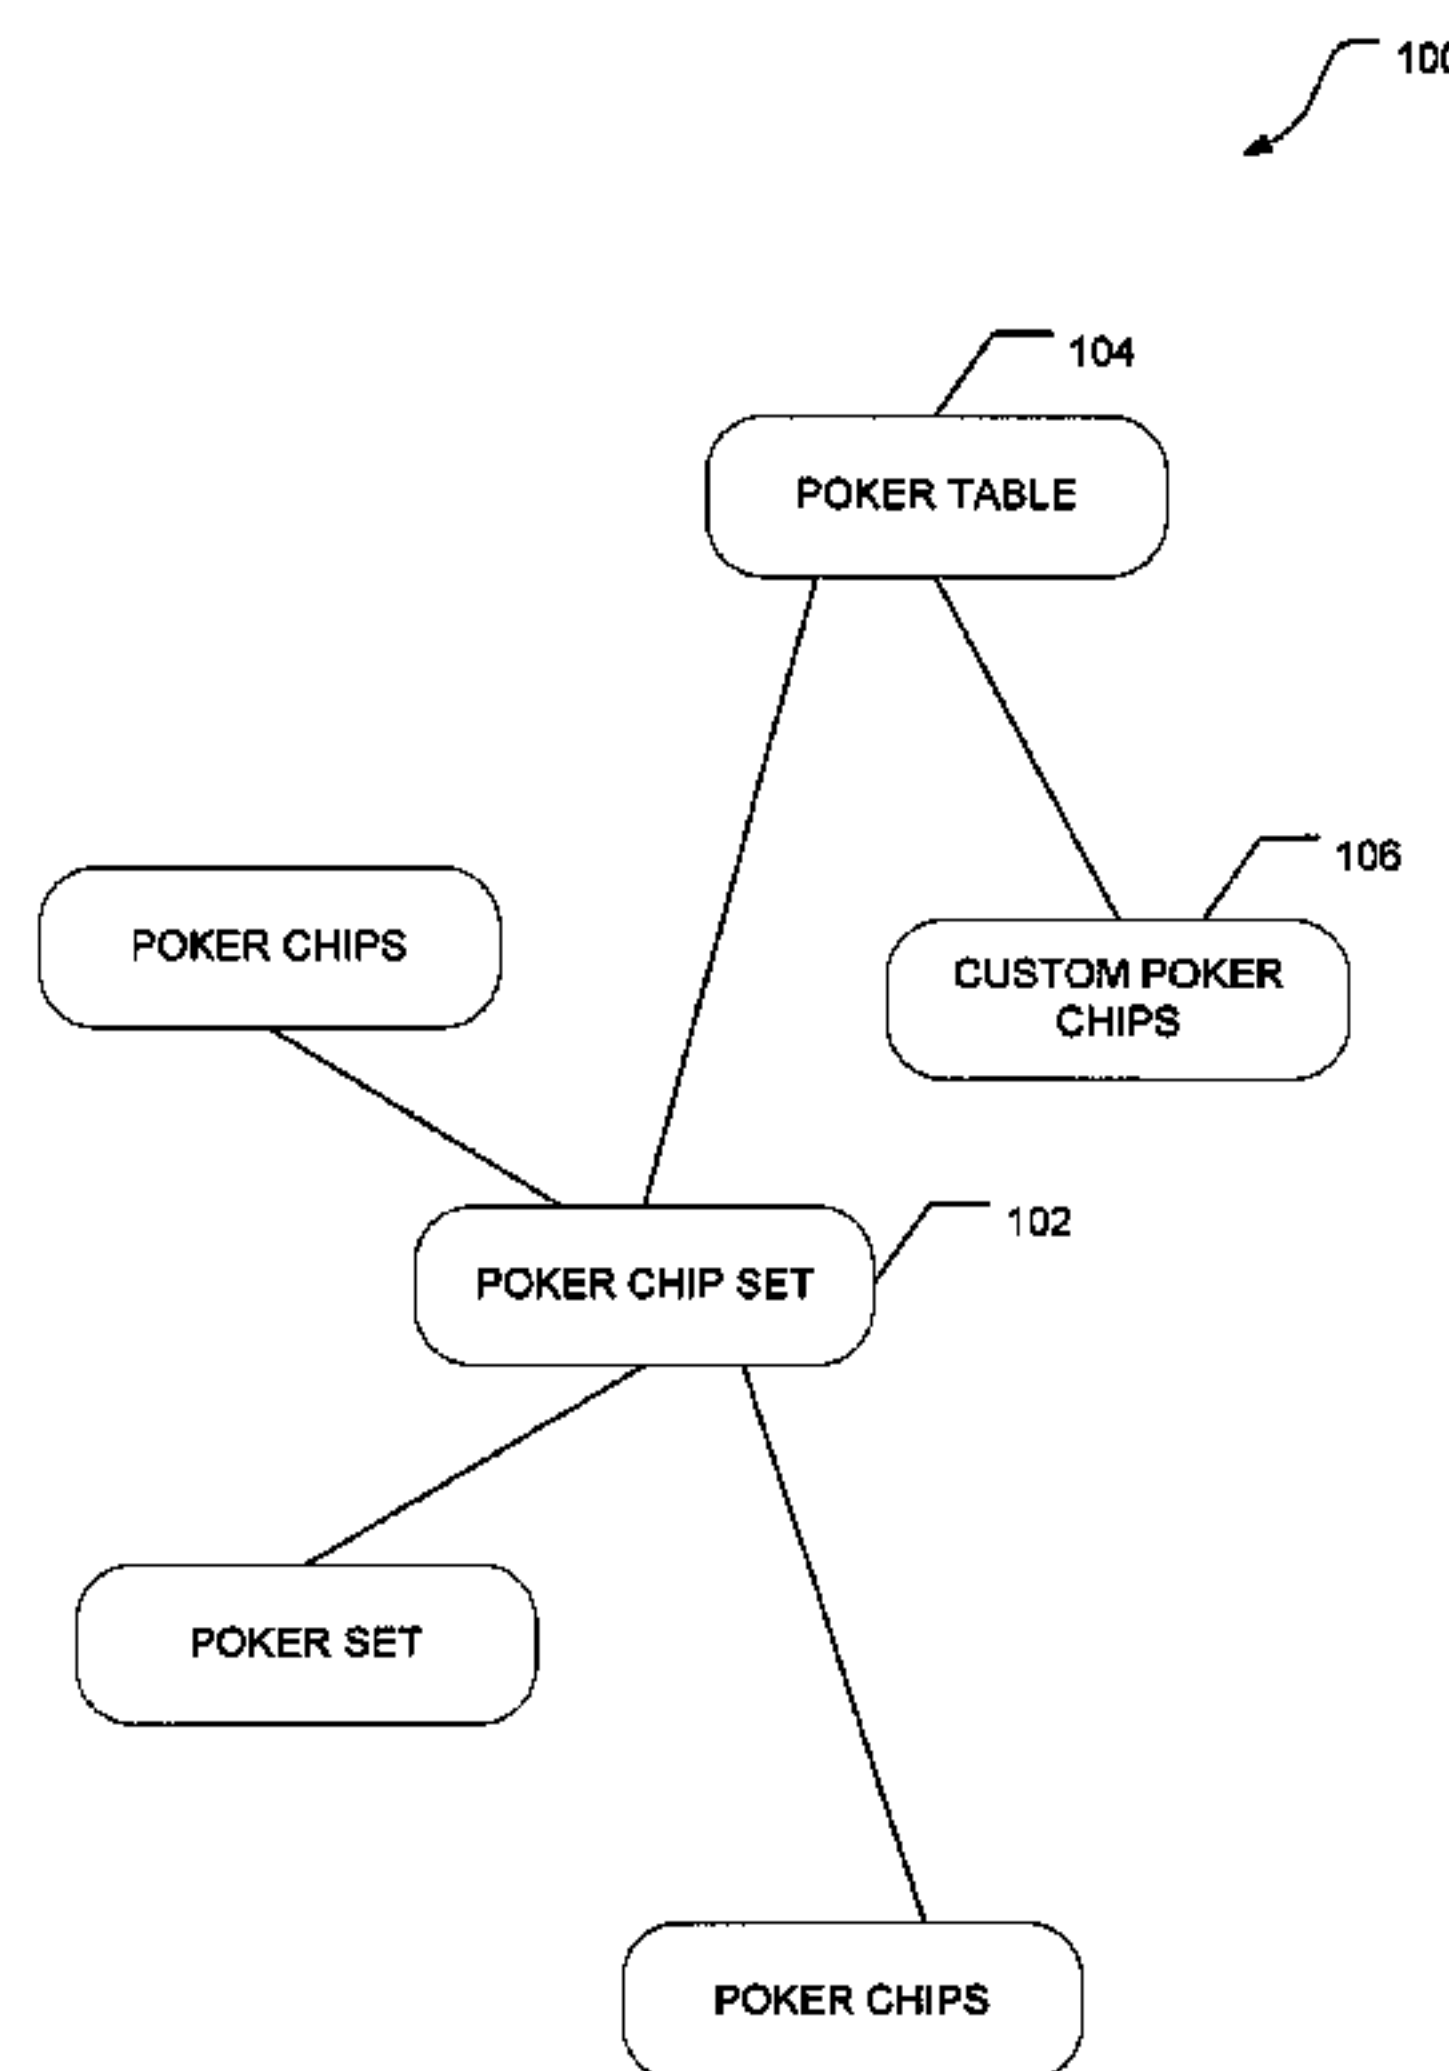 100
104
POKER TABLE
106
POKER CHIPS
CUSTOM POKER
CHIPS
102
POKER CHIP SET
POKER SET
POKER CHIPS